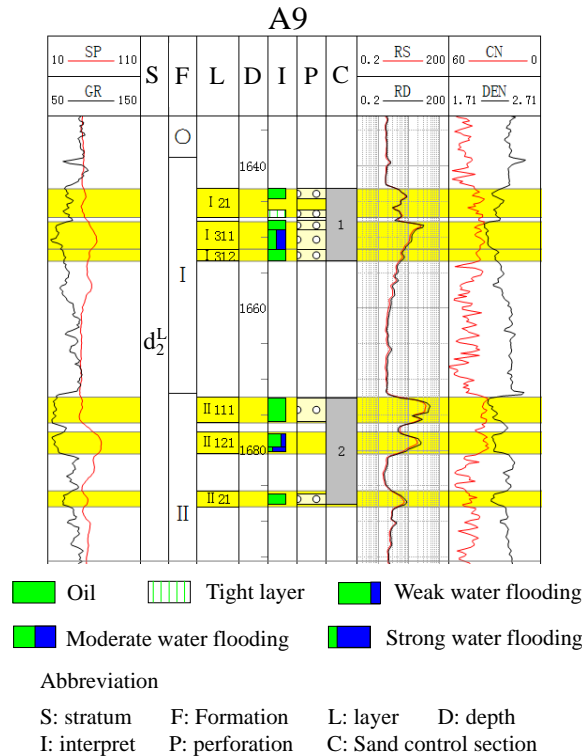 A9
SP
10 110
GR
50 150
S F L D I P C
RS
0.2 200
RD
0.2 200
CN
60 0
DEN
1.71 2.71
O
1640
I 21
1
I 311
I 312
I
1660
d₂ᴸ
II 111
II 121
1680
2
II 21
II
Oil Tight layer Weak water flooding
Moderate water flooding Strong water flooding
Abbreviation
S: stratum F: Formation L: layer D: depth
I: interpret P: perforation C: Sand control section